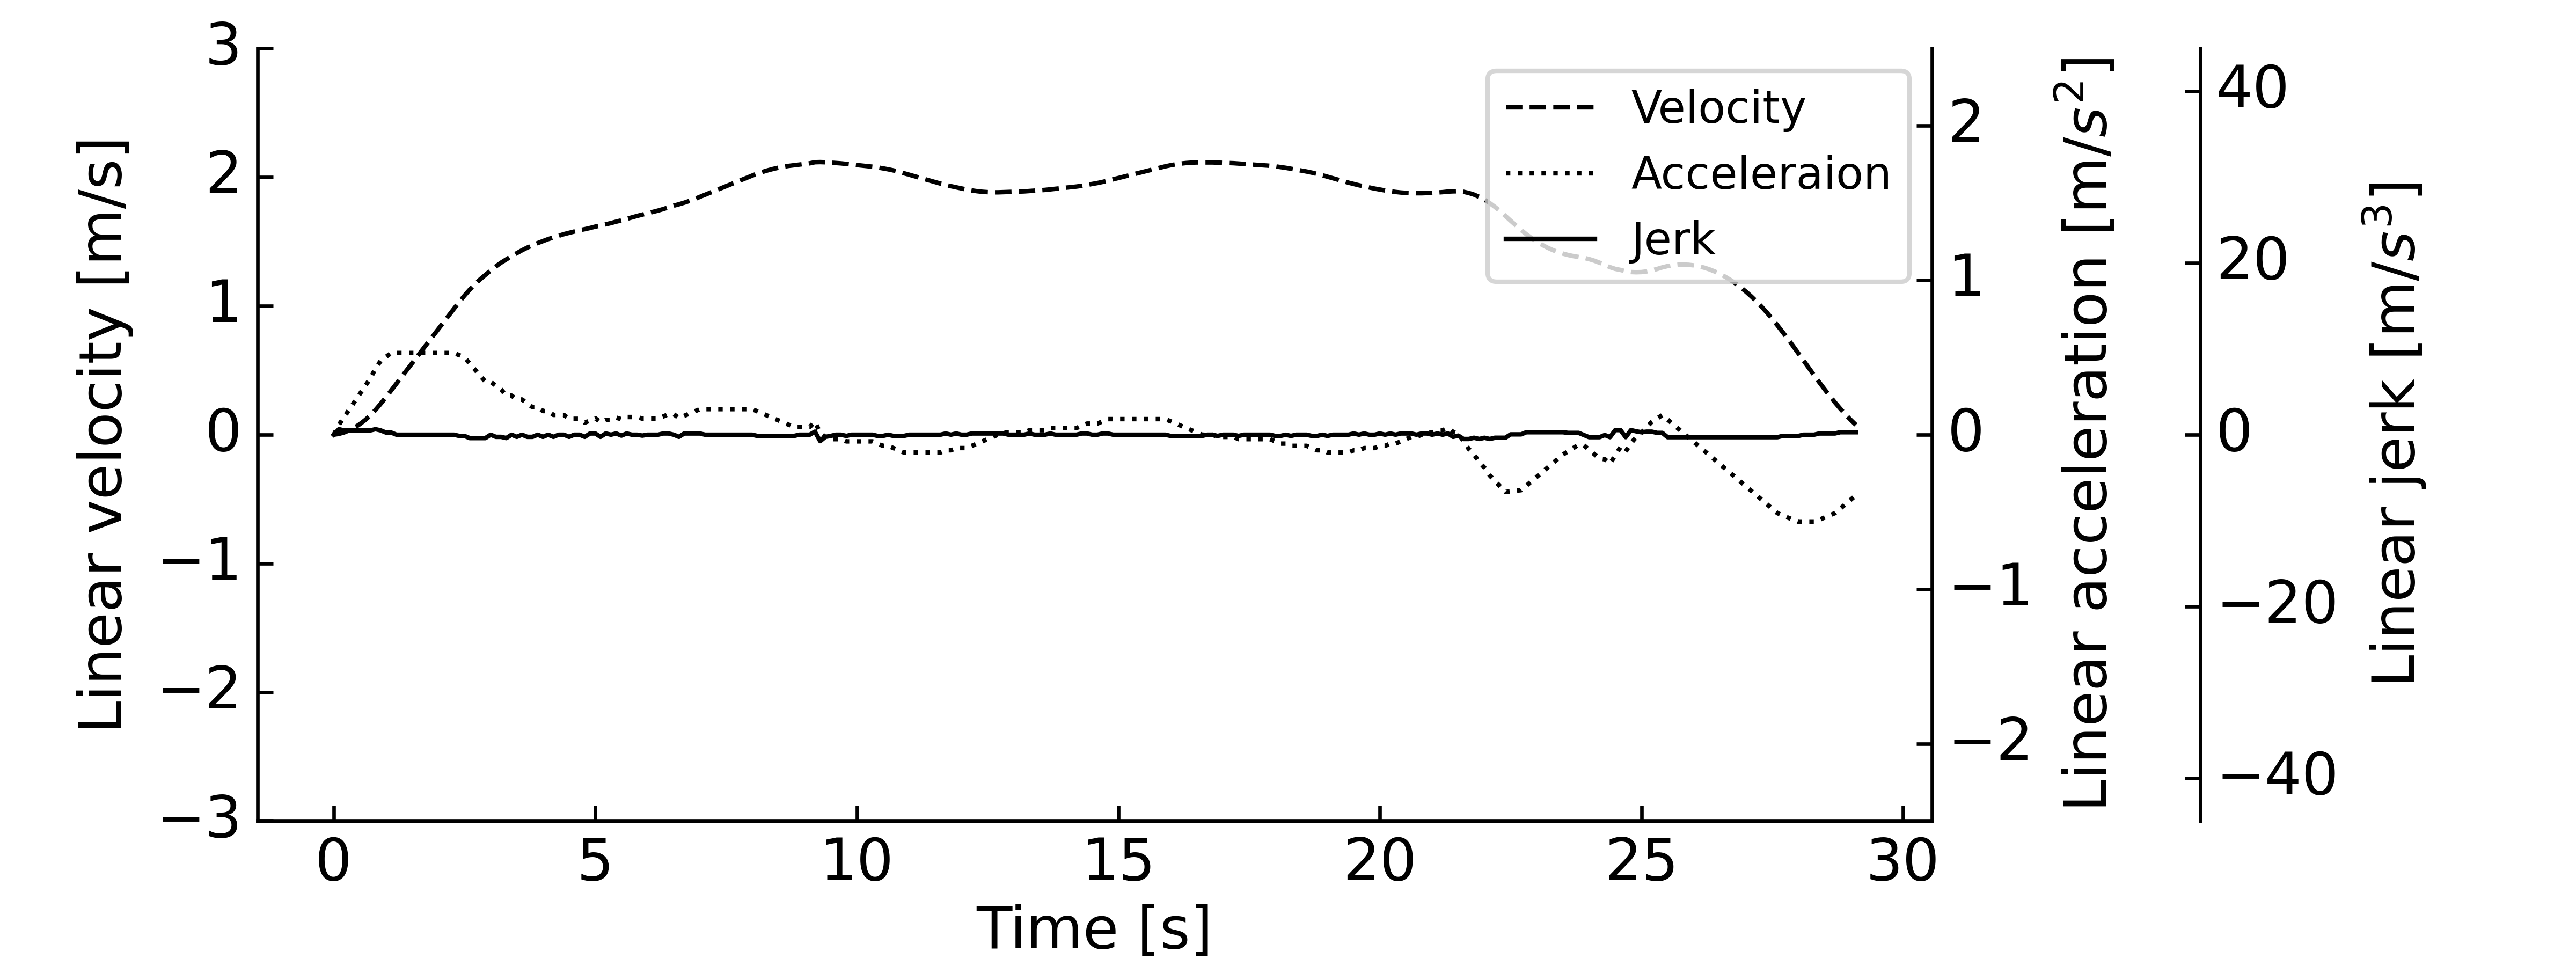 Linear velocity [m/s]
3
2
1
0
−1
−2
−3
0 5 10 15 20 25 30
Time [s]
Velocity
Acceleraion
Jerk
2
1
0
−1
−2
Linear acceleration [m/s²]
40
20
0
−20
−40
Linear jerk [m/s³]